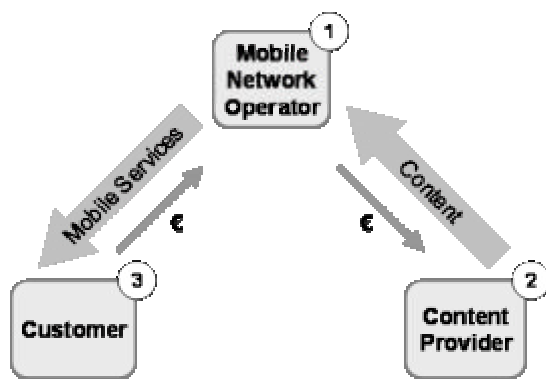 1
Mobile
Network
Operator
Mobile Services
€
€
Content
3
Customer
2
Content
Provider